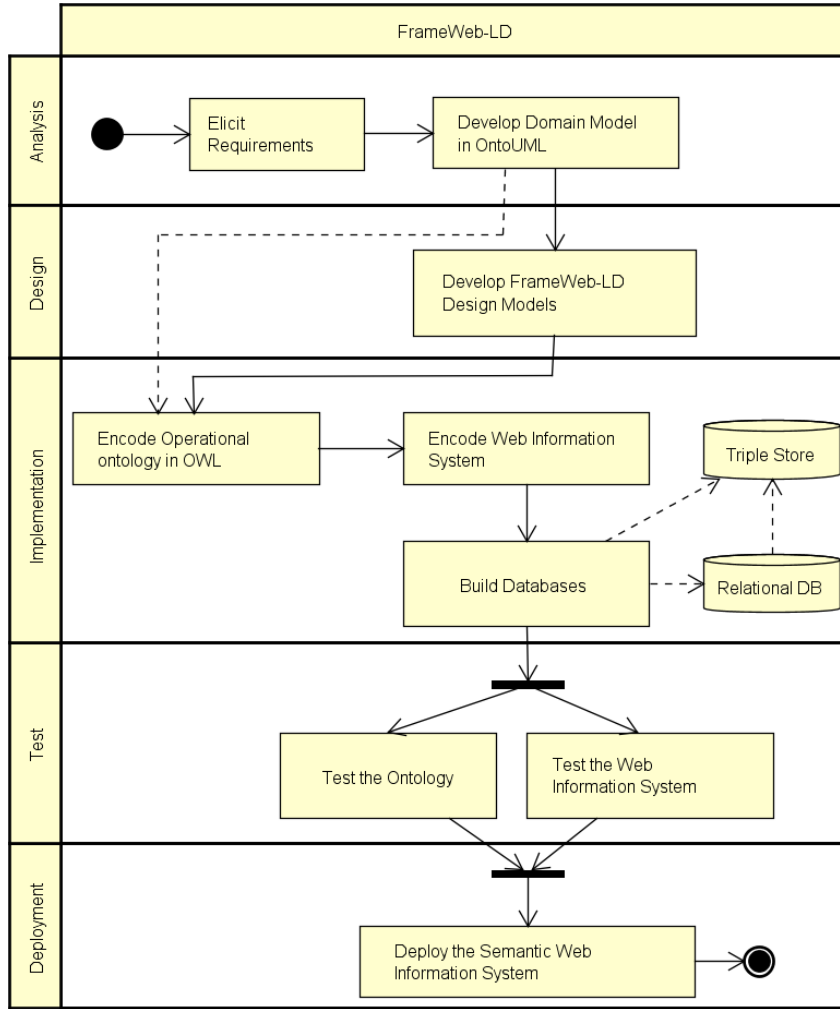 FrameWeb-LD
Analysis
Elicit
Requirements
Develop Domain Model
in OntoUML
Design
Develop FrameWeb-LD
Design Models
Implementation
Encode Operational
ontology in OWL
Encode Web Information
System
Triple Store
Build Databases
Relational DB
Test
Test the Ontology
Test the Web
Information System
Deployment
Deploy the Semantic Web
Information System